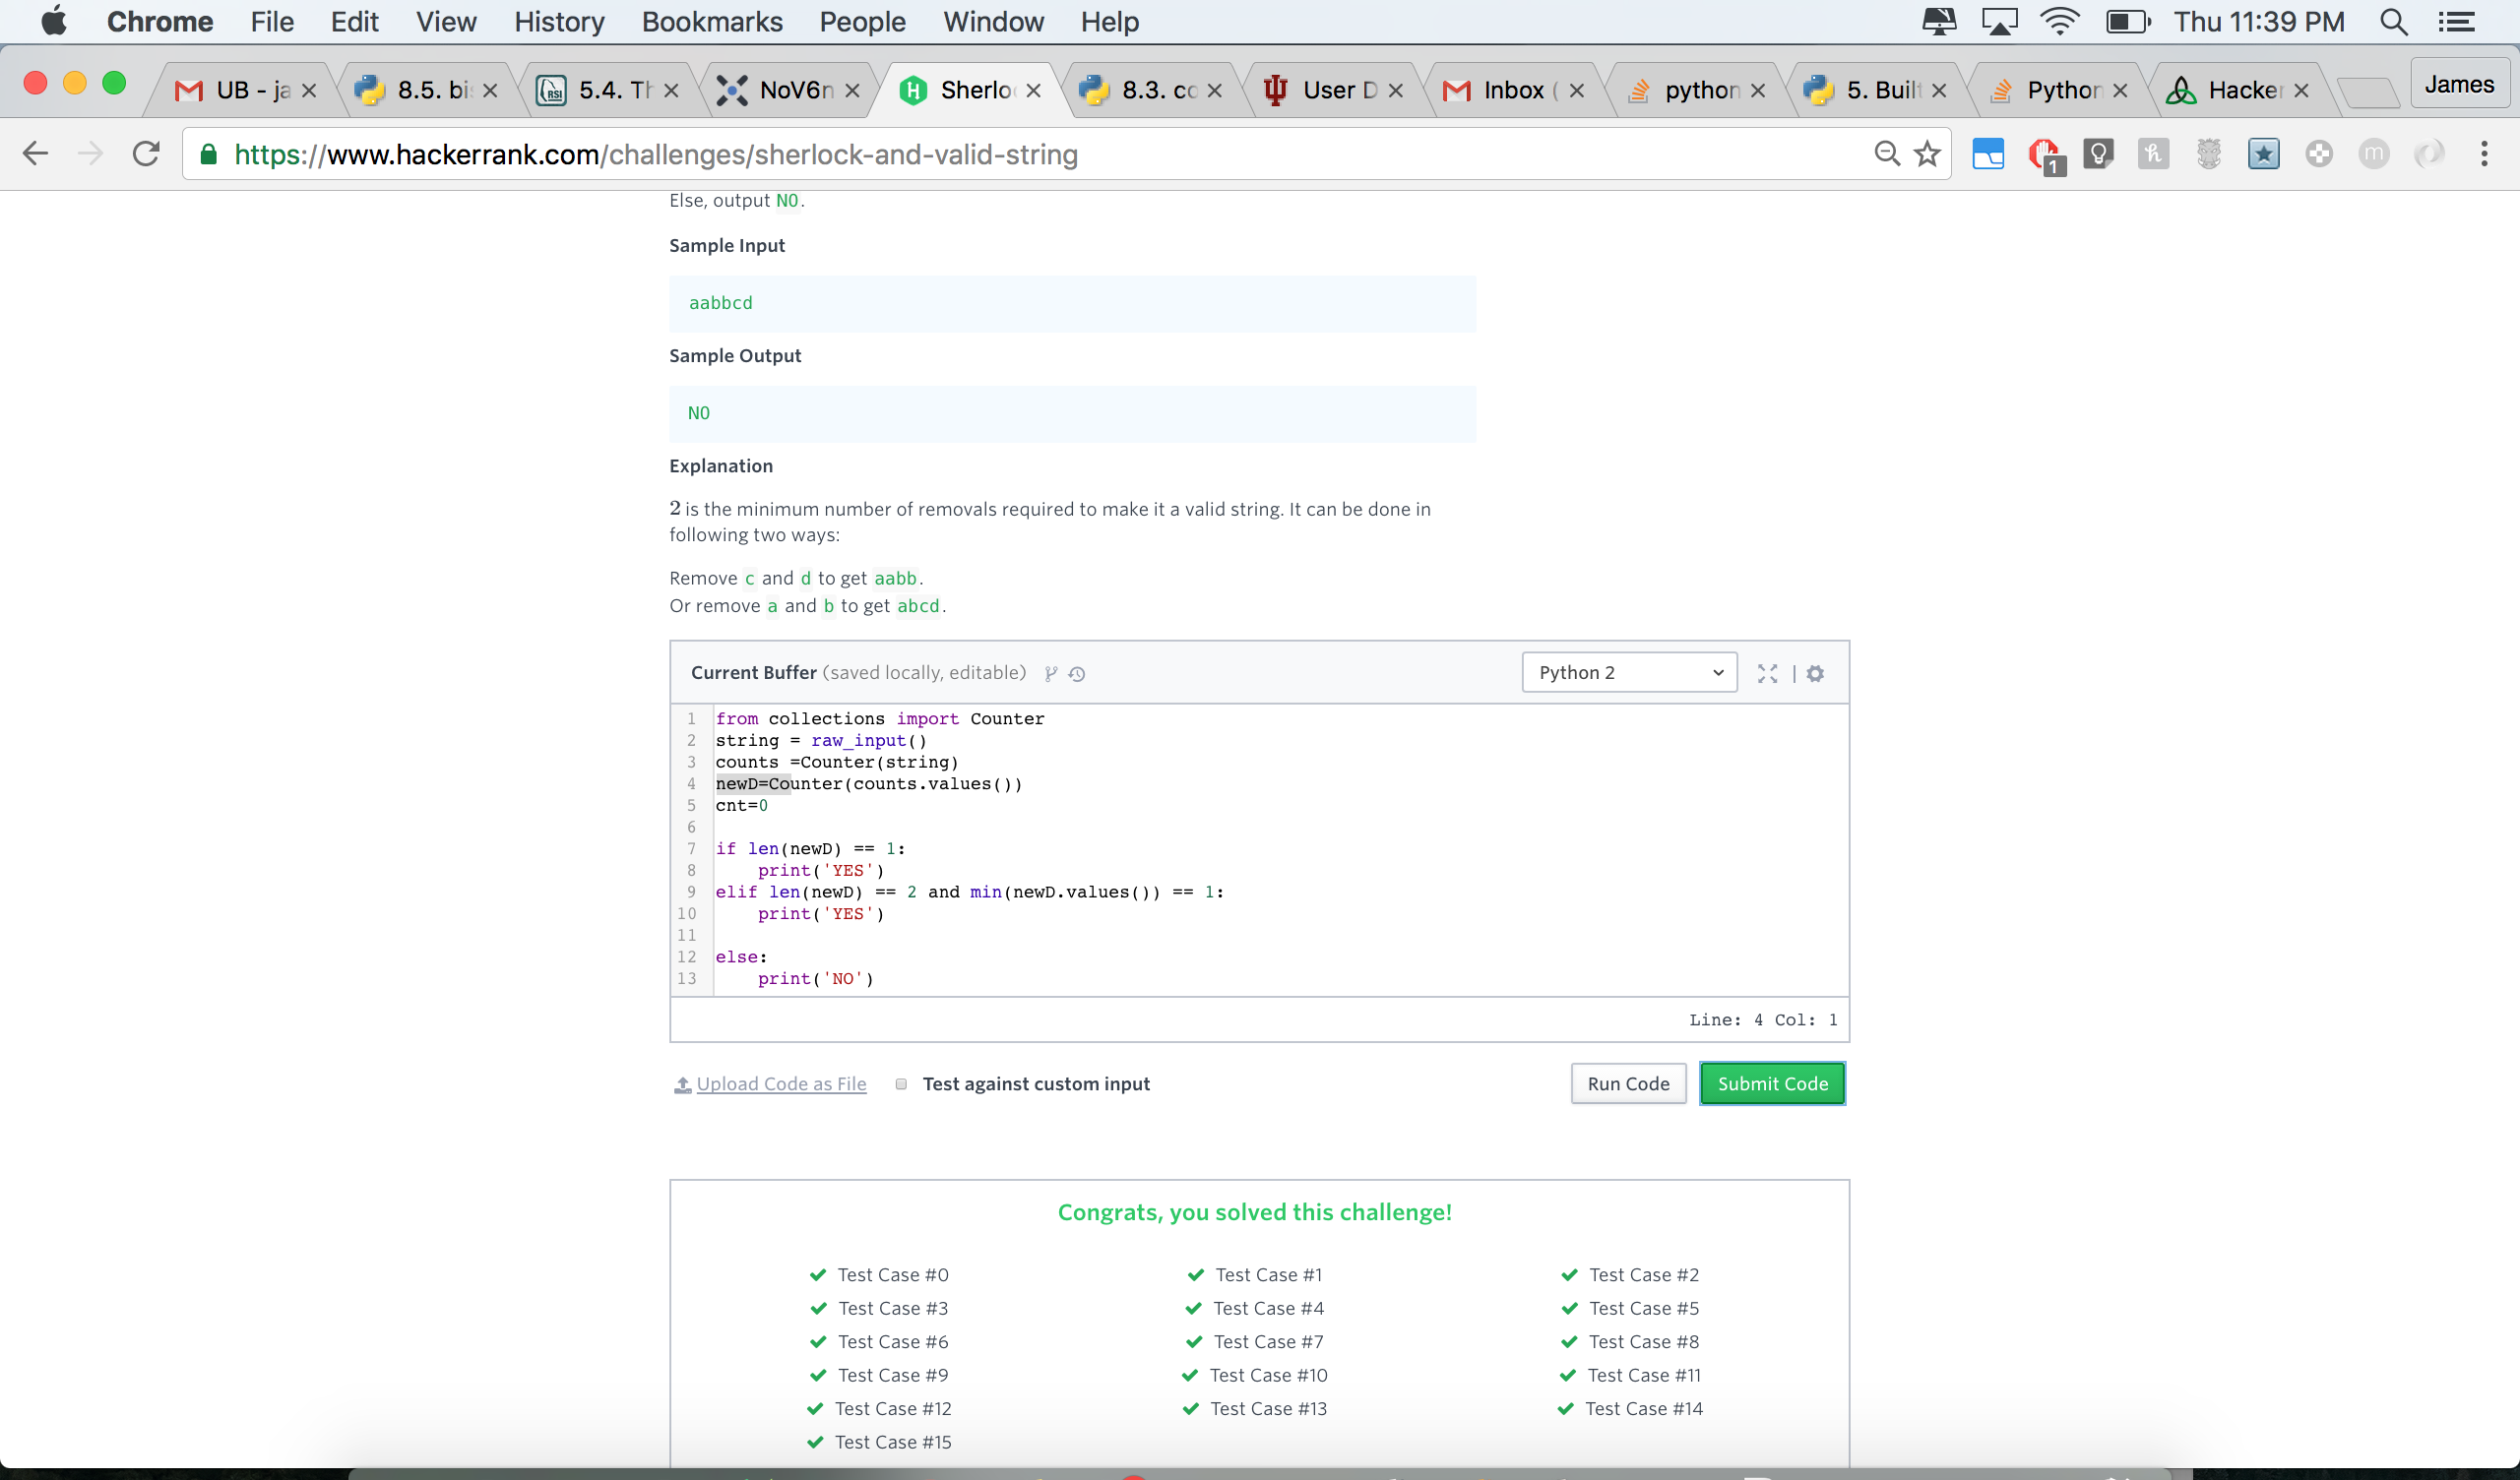 Chrome File Edit View History Bookmarks People Window Help Thu 11:39 PM
UB - ja 8.5. bi 5.4. Th NoV6n Sherlo 8.3. co User D Inbox ( python 5. Built Python Hacker James
https://www.hackerrank.com/challenges/sherlock-and-valid-string 1
Else, output NO.
Sample Input
aabbcd
Sample Output
NO
Explanation
2 is the minimum number of removals required to make it a valid string. It can be done in
following two ways:
Remove c and d to get aabb.
Or remove a and b to get abcd.
Current Buffer (saved locally, editable) Python 2
1 from collections import Counter
2 string = raw_input()
3 counts =Counter(string)
4 newD=Counter(counts.values())
5 cnt=0
6
7 if len(newD) == 1:
8     print('YES')
9 elif len(newD) == 2 and min(newD.values()) == 1:
10     print('YES')
11
12 else:
13     print('NO')
Line: 4 Col: 1
Upload Code as File Test against custom input Run Code Submit Code
Congrats, you solved this challenge!
Test Case #0 Test Case #1 Test Case #2
Test Case #3 Test Case #4 Test Case #5
Test Case #6 Test Case #7 Test Case #8
Test Case #9 Test Case #10 Test Case #11
Test Case #12 Test Case #13 Test Case #14
Test Case #15